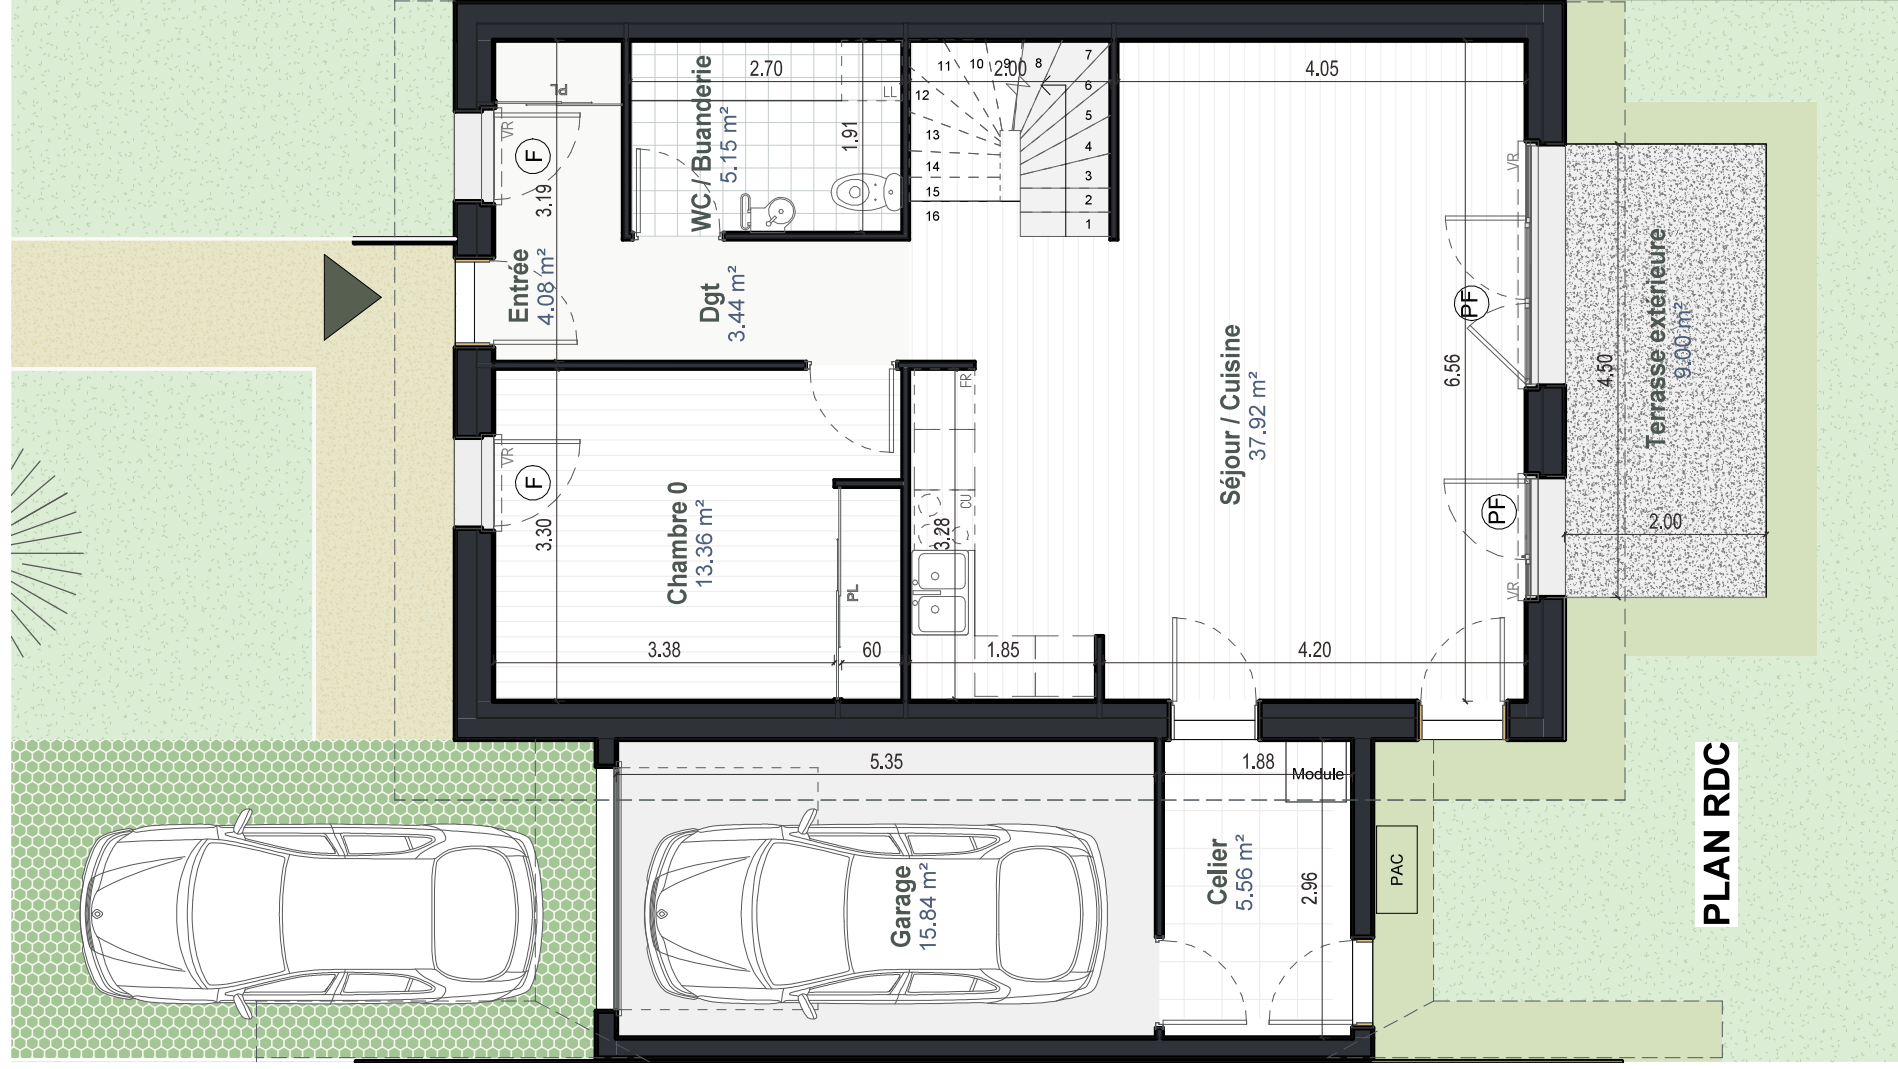 PL
VR
F
3.19
Entrée
4.08 m²
WC / Buanderie
5.15 m²
2.70
1.91
LL
Dgt
3.44 m²
2.00
1
2
3
4
5
6
7
8
9
10
11
12
13
14
15
16
4.05
VR
PF
6.56
Séjour / Cuisine
37.92 m²
Terrasse extérieure
9.00 m²
4.50
2.00
VR
F
3.30
Chambre 0
13.36 m²
3.38
60
PL
FR
CU
3.28
1.85
4.20
PF
VR
5.35
Garage
15.84 m²
1.88
Module
Celier
5.56 m²
2.96
PAC
PLAN RDC